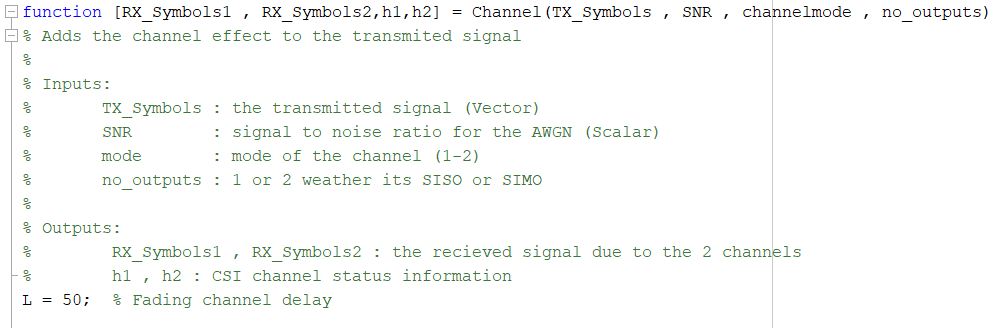 function [RX_Symbols1 , RX_Symbols2,h1,h2] = Channel(TX_Symbols , SNR , channelmode , no_outputs)
% Adds the channel effect to the transmited signal
%
% Inputs:
%       TX_Symbols : the transmitted signal (Vector)
%       SNR        : signal to noise ratio for the AWGN (Scalar)
%       mode       : mode of the channel (1-2)
%       no_outputs : 1 or 2 weather its SISO or SIMO
%
% Outputs:
%        RX_Symbols1 , RX_Symbols2 : the recieved signal due to the 2 channels
%        h1 , h2 : CSI channel status information
L = 50;  % Fading channel delay